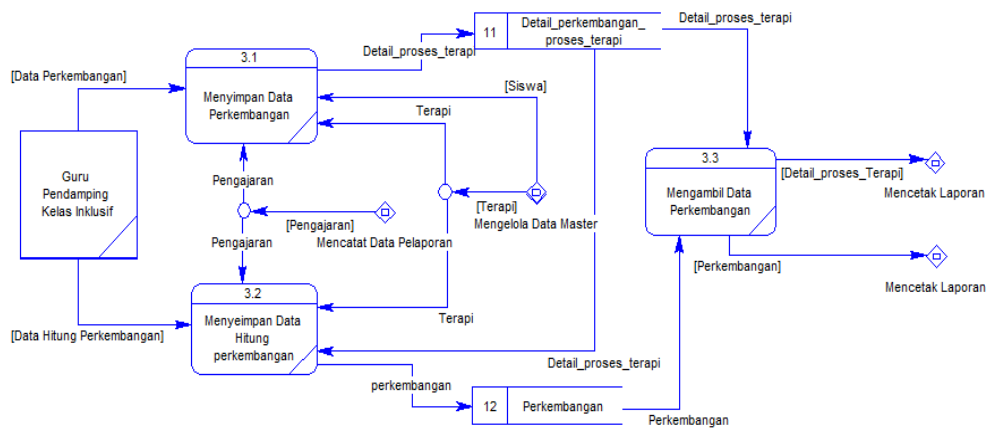 11
Detail_perkembangan_
proses_terapi
Detail_proses_terapi
Detail_proses_terapi
3.1
Menyimpan Data
Perkembangan
[Data Perkembangan]
[Siswa]
Terapi
Guru
Pendamping
Kelas Inklusif
Pengajaran
[Pengajaran]
Mencatat Data Pelaporan
[Terapi]
Mengelola Data Master
Pengajaran
3.3
Mengambil Data
Perkembangan
[Detail_proses_Terapi]
Mencetak Laporan
[Perkembangan]
Mencetak Laporan
3.2
Menyeimpan Data
Hitung
perkembangan
[Data Hitung Perkembangan]
Terapi
Detail_proses_terapi
perkembangan
12
Perkembangan
Perkembangan